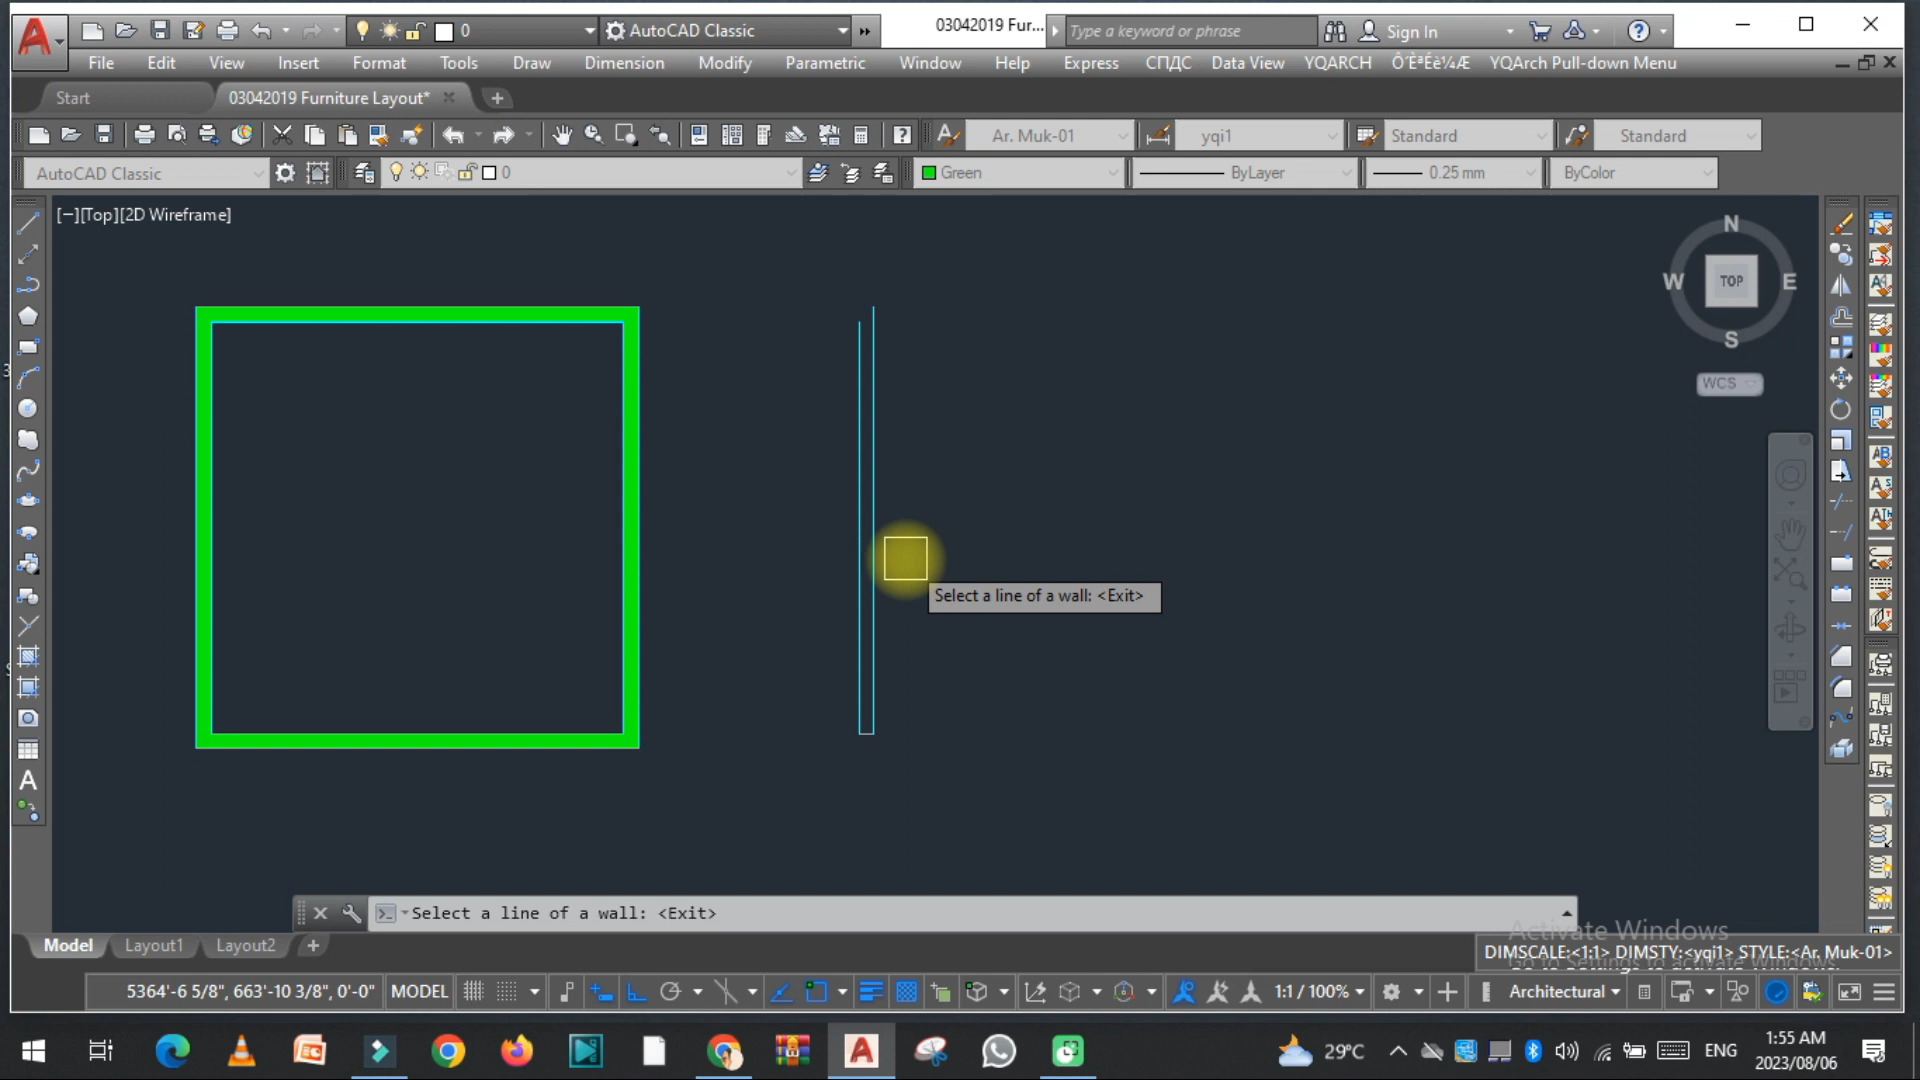 0
AutoCAD Classic
03042019 Fur...
Type a keyword or phrase
Sign In
File Edit View Insert Format Tools Draw Dimension Modify Parametric Window Help Express СПДС Data View YQARCH Ô´ÈªÉè¼Æ YQArch Pull-down Menu
Start
03042019 Furniture Layout*
Ar. Muk-01
yqi1
Standard
Standard
AutoCAD Classic
0
Green
ByLayer
0.25 mm
ByColor
[−][Top][2D Wireframe]
N
W TOP E
S
WCS
Select a line of a wall: <Exit>
Select a line of a wall: <Exit>
Activate Windows
Model Layout1 Layout2
DIMSCALE:<1:1> DIMSTY:<yqi1> STYLE:<Ar. Muk-01>
5364'-6 5/8", 663'-10 3/8", 0'-0" MODEL
1:1 / 100%
Architectural
29°C
ENG
1:55 AM
2023/08/06